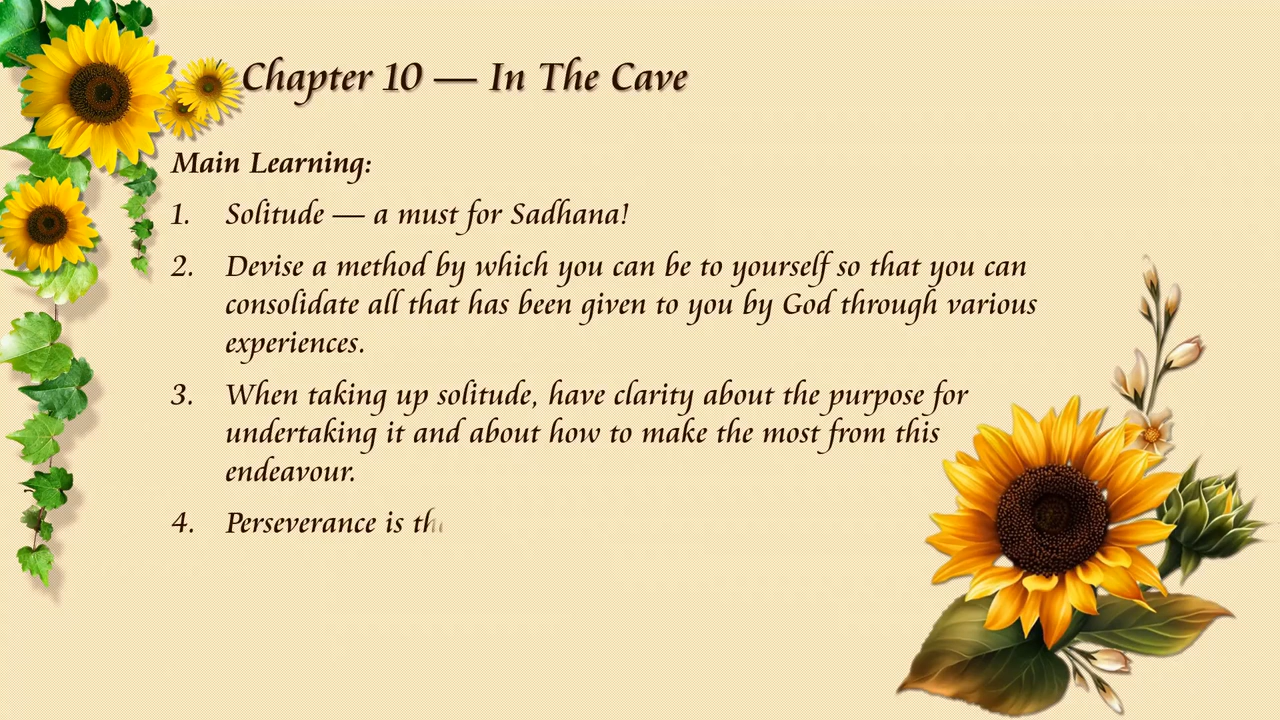 Chapter 10 — In The Cave
Main Learning:
1. Solitude — a must for Sadhana!
2. Devise a method by which you can be to yourself so that you can
consolidate all that has been given to you by God through various
experiences.
3. When taking up solitude, have clarity about the purpose for
undertaking it and about how to make the most from this
endeavour.
4. Perseverance is